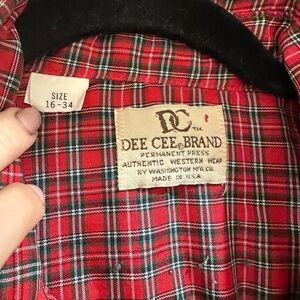 SIZE
16-34
DC TM
DEE CEE BRAND
PERMANENT PRESS
AUTHENTIC WESTERN WEAR
BY WASHINGTON MFG. CO.
MADE IN U.S.A.